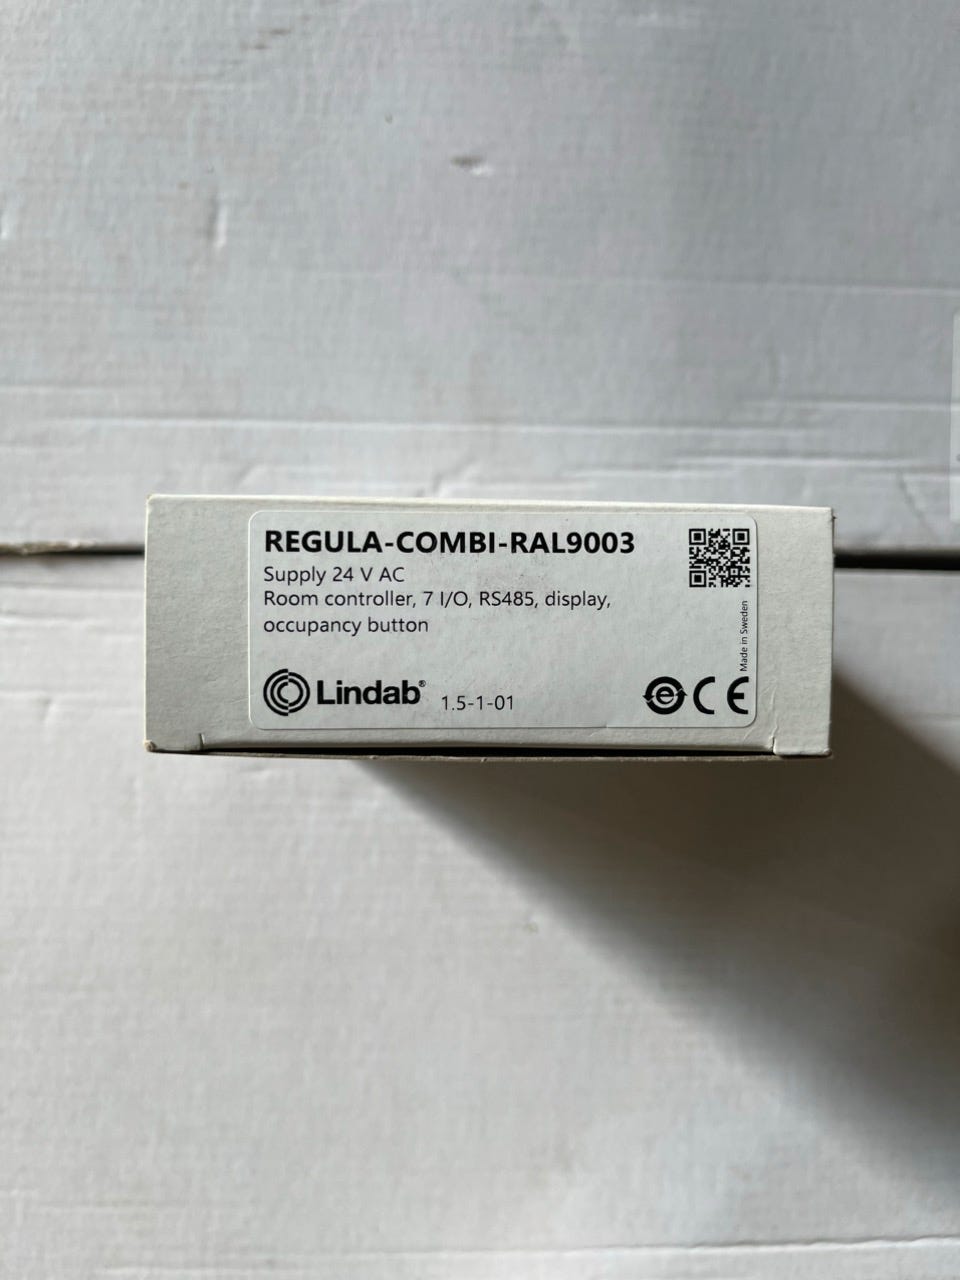 REGULA-COMBI-RAL9003
Supply 24 V AC
Room controller, 7 I/O, RS485, display,
occupancy button
Made in Sweden
Lindab® 1.5-1-01
e CE